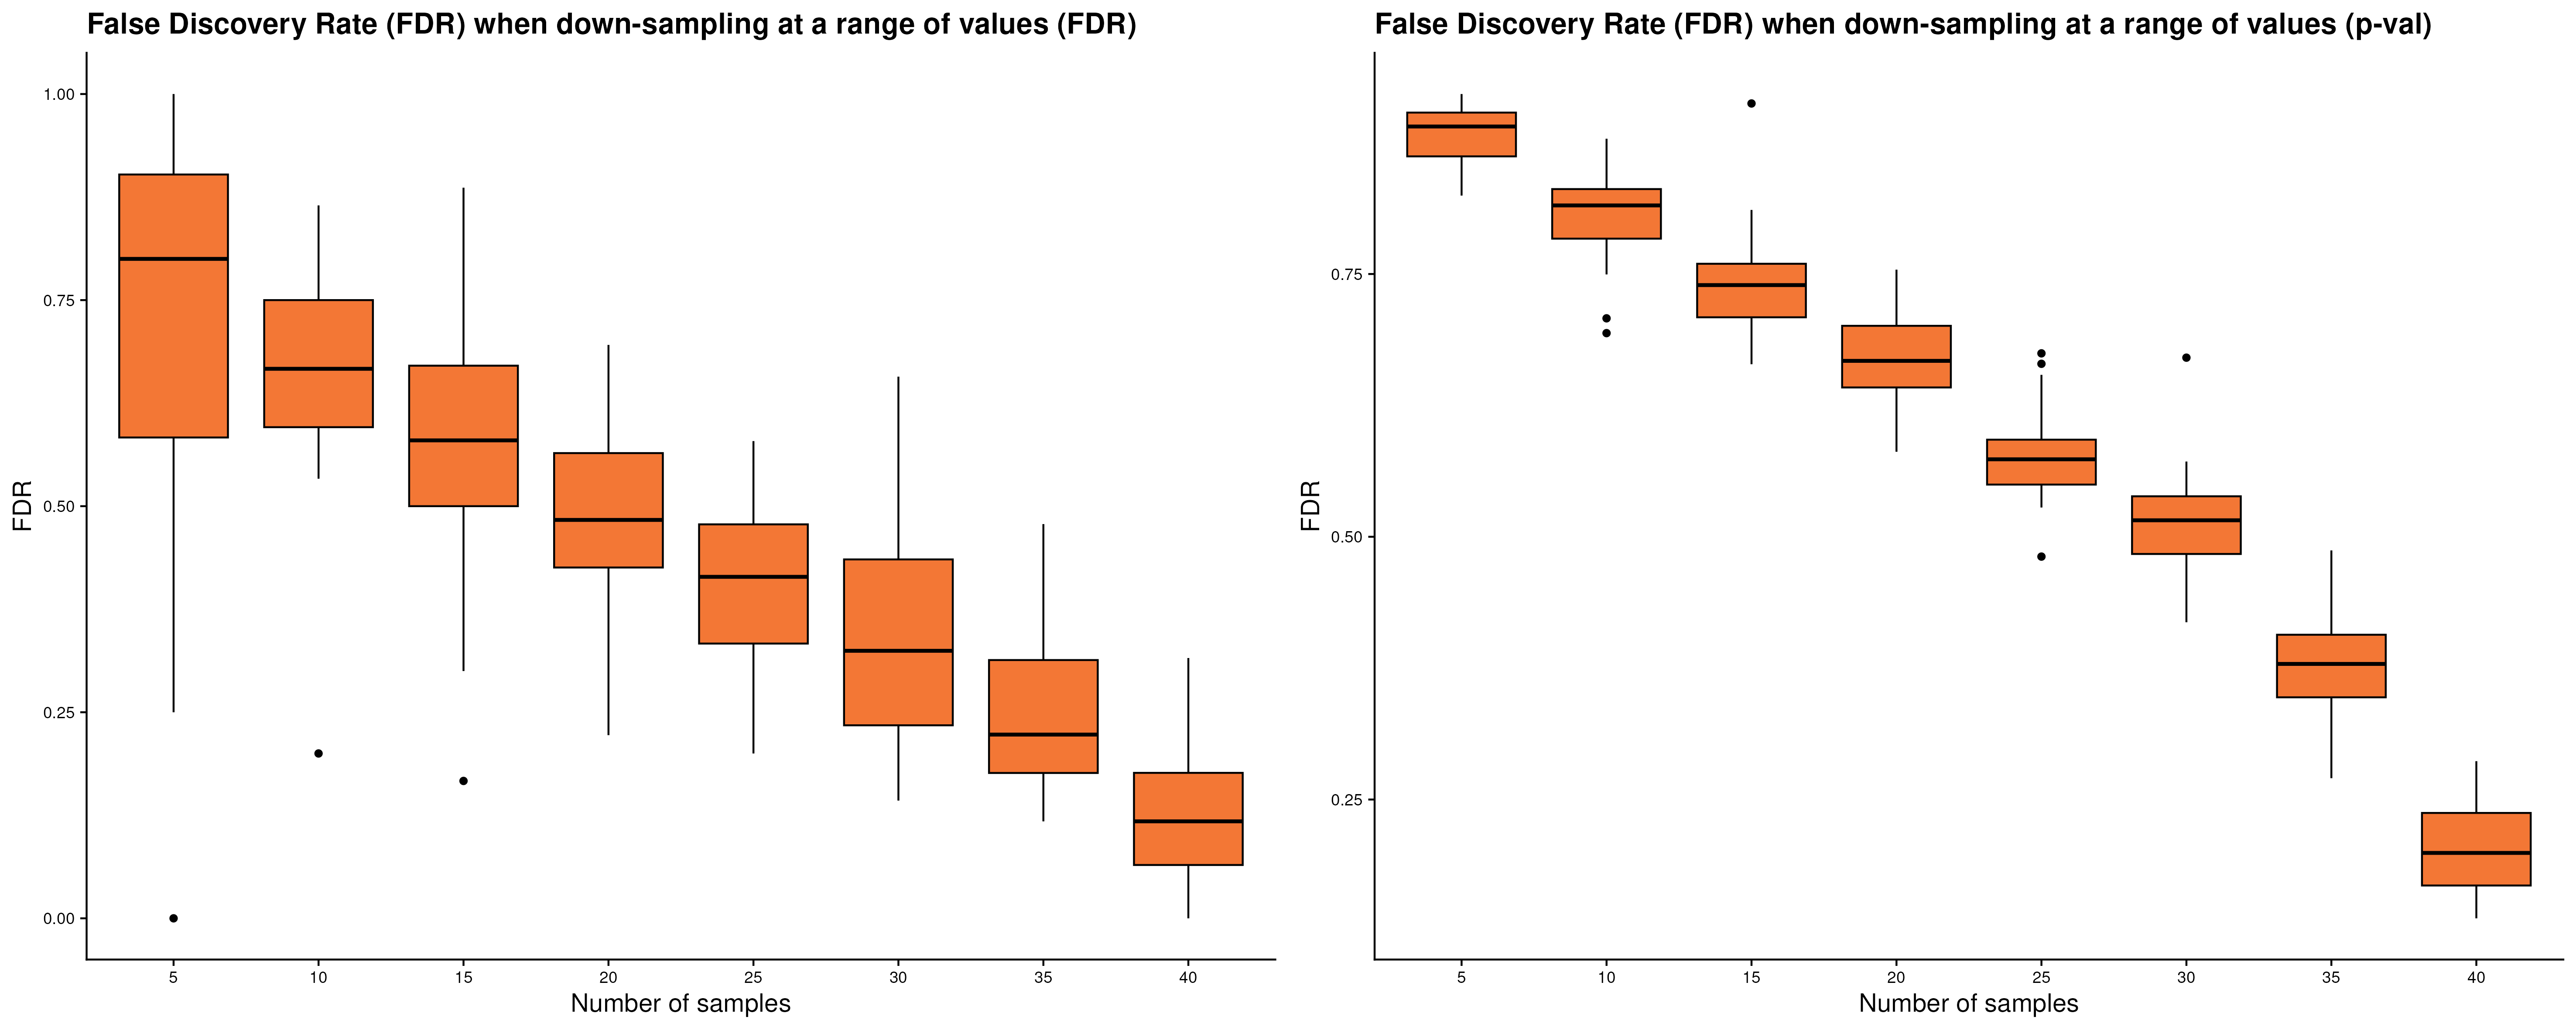 False Discovery Rate (FDR) when down-sampling at a range of values (FDR)
1.00
0.75
0.50
0.25
0.00
FDR
5 10 15 20 25 30 35 40
Number of samples
False Discovery Rate (FDR) when down-sampling at a range of values (p-val)
0.75
0.50
0.25
FDR
5 10 15 20 25 30 35 40
Number of samples